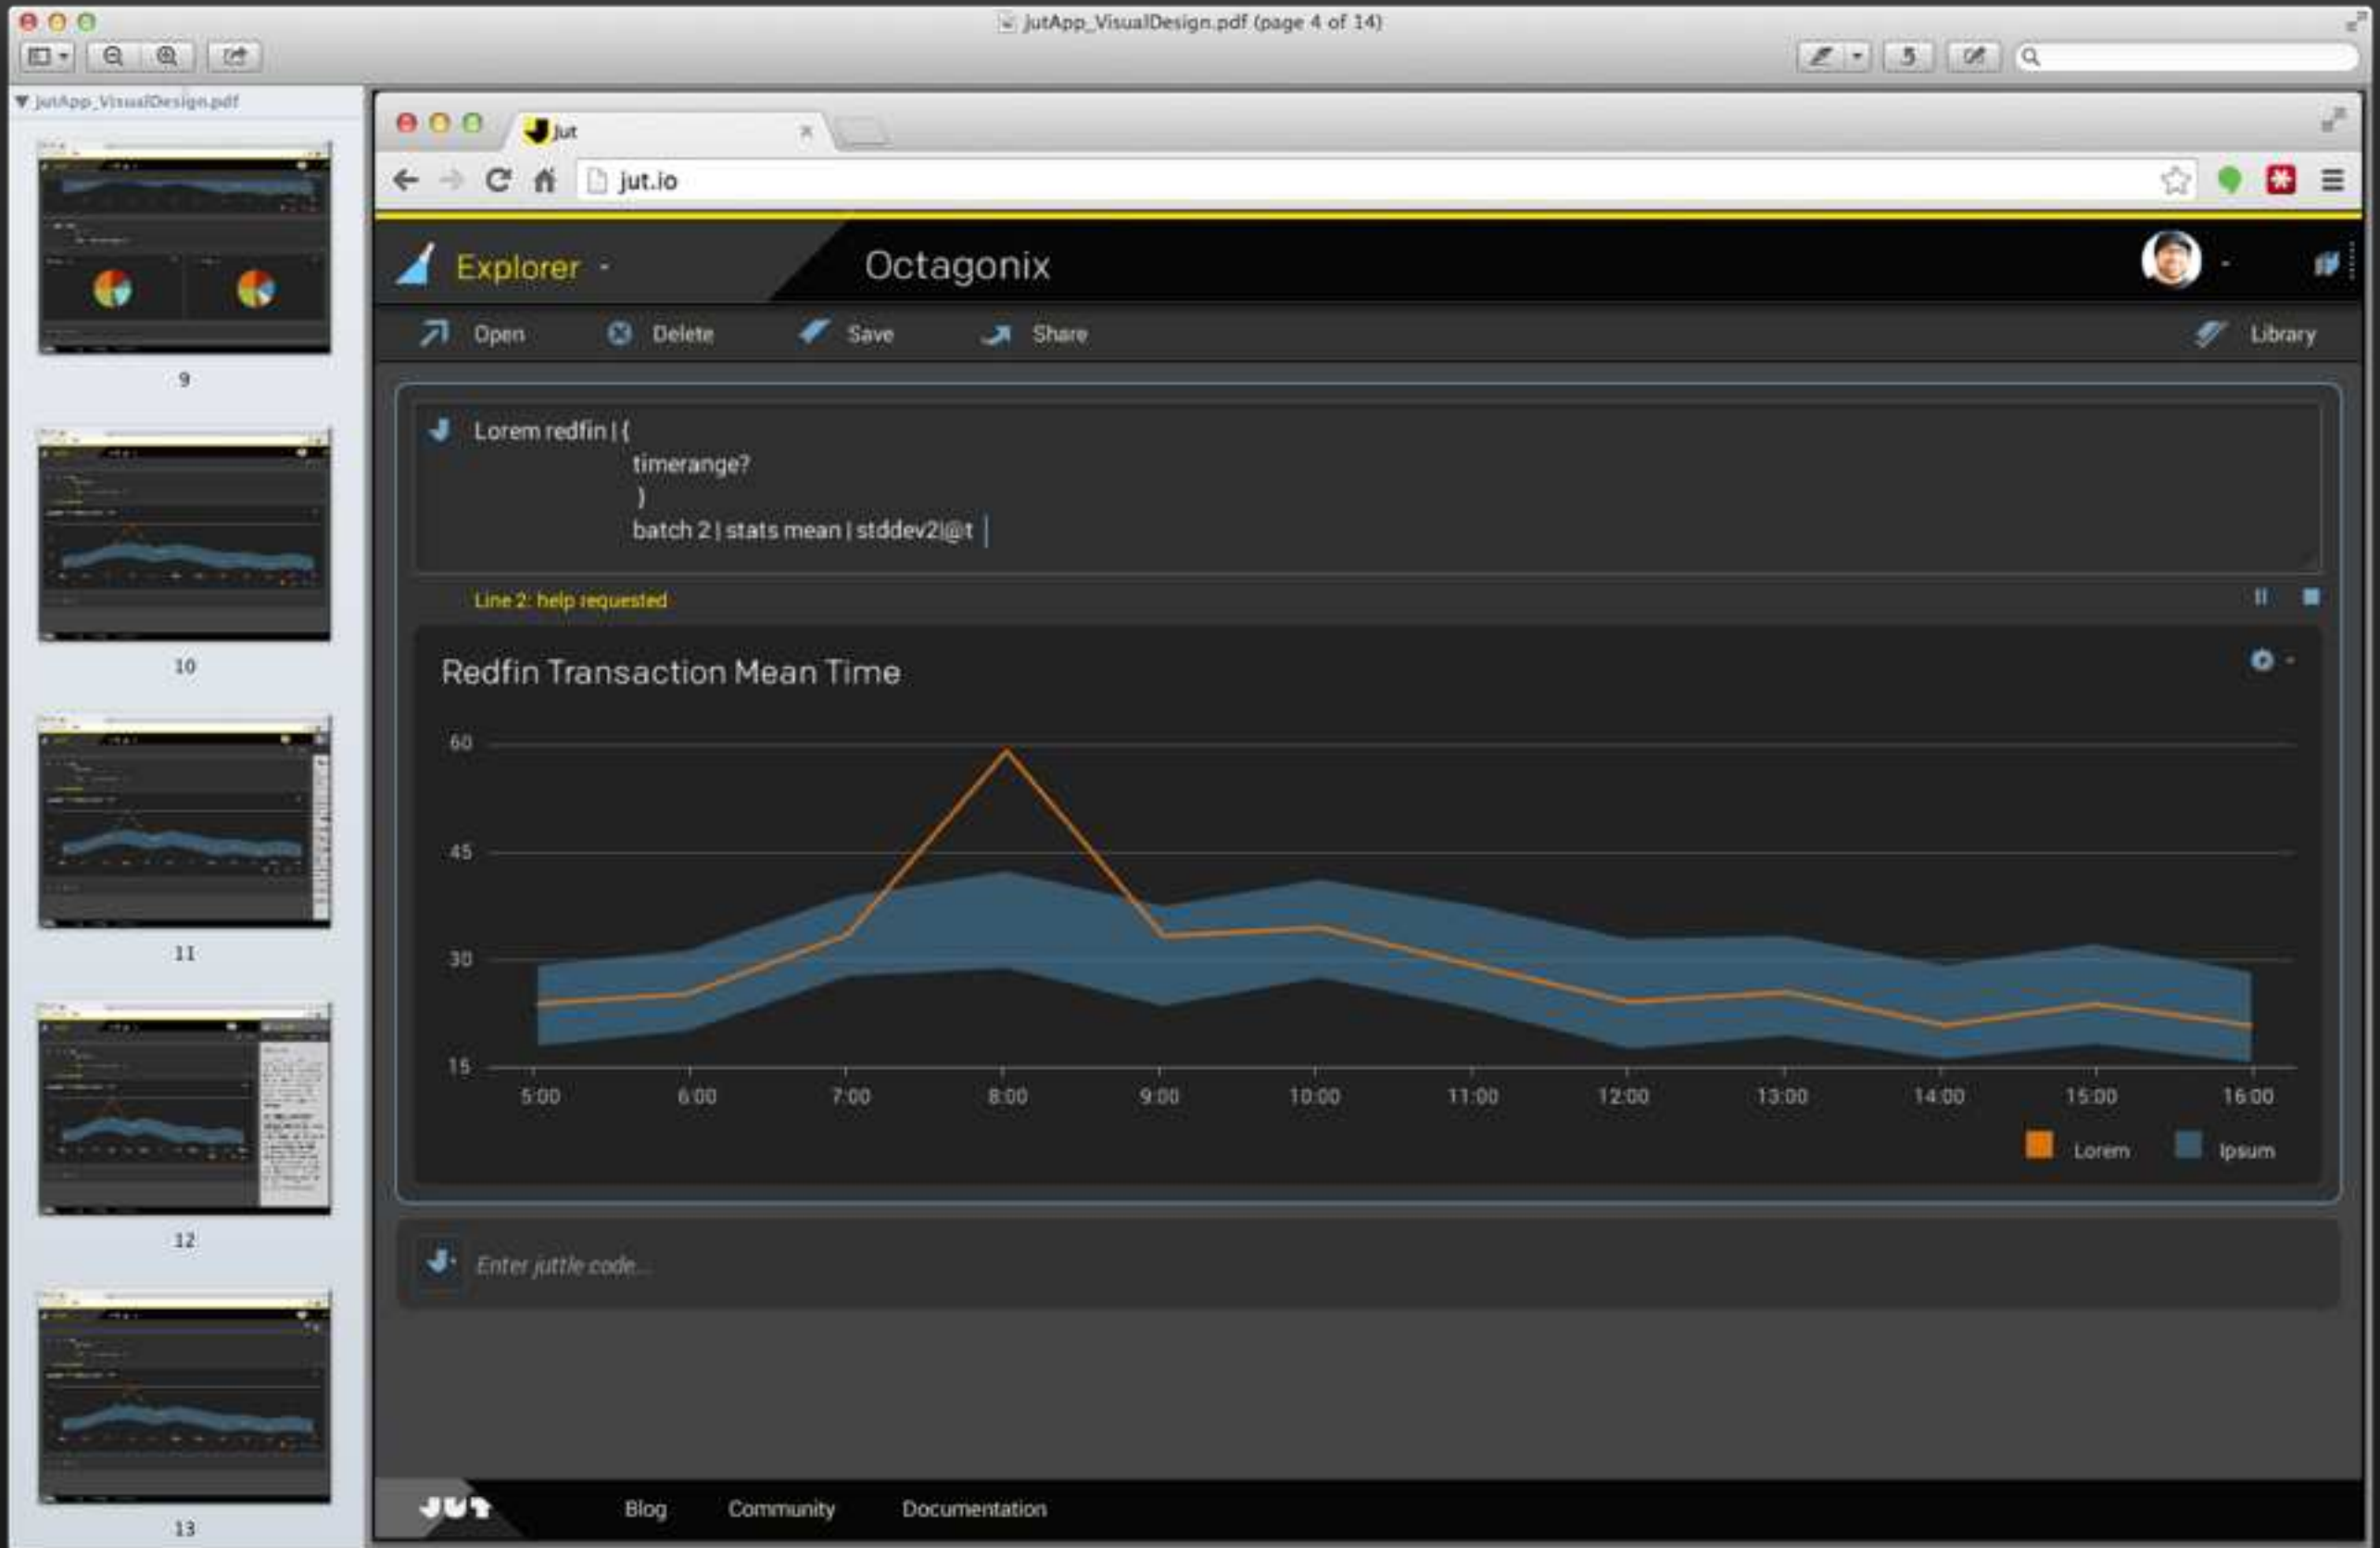 jutApp_VisualDesign.pdf (page 4 of 14)
5
jutApp_VisualDesign.pdf
9
10
11
12
13
Jut
jut.io
Explorer
Octagonix
Open
Delete
Save
Share
Library
Lorem redfin | {
timerange?
)
batch 2 | stats mean | stddev2|@t
Line 2: help requested
Redfin Transaction Mean Time
60
45
30
15
5:00 6:00 7:00 8:00 9:00 10:00 11:00 12:00 13:00 14:00 15:00 16:00
Lorem Ipsum
Enter juttle code...
JUT
Blog
Community
Documentation